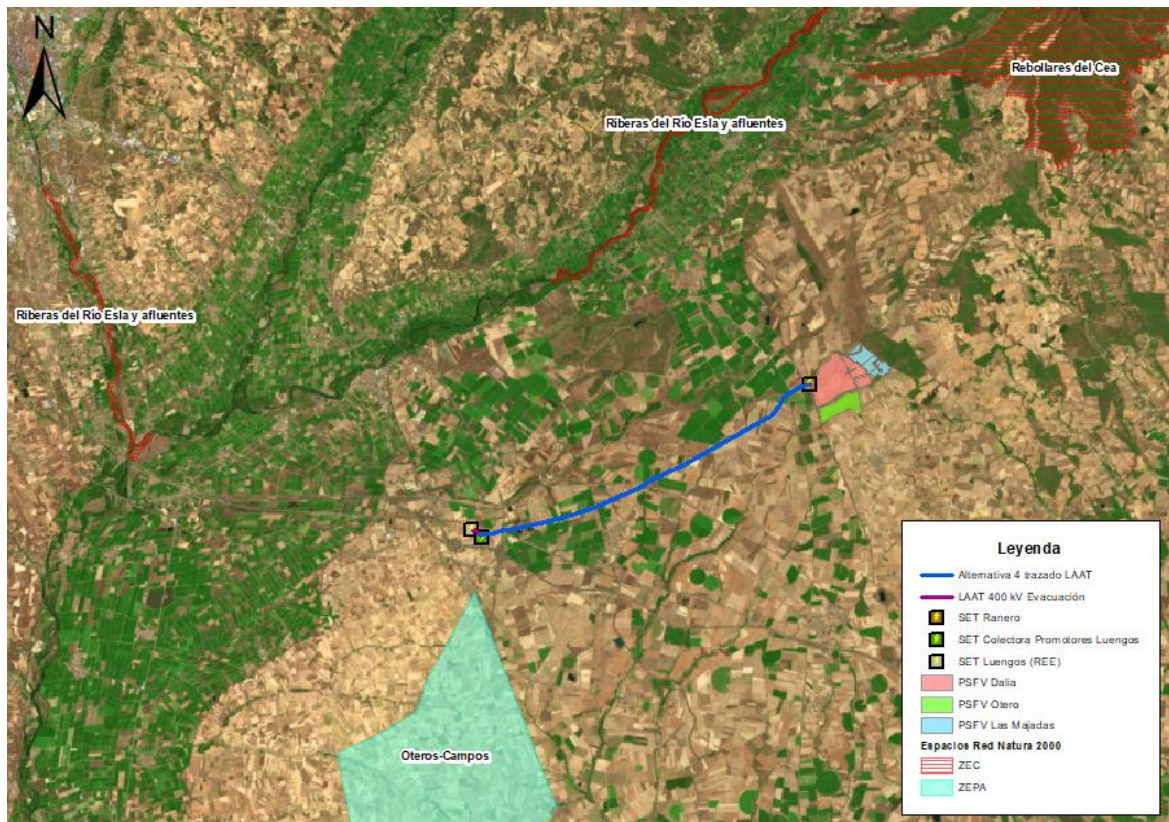 N
Rebollares del Cea
Riberas del Río Esla y afluentes
Riberas del Río Esla y afluentes
Oteros-Campos
Leyenda
Alternativa 4 trazado LAAT
LAAT 400 kV Evacuación
SET Ranero
SET Colectora Promotores Luengos
SET Luengos (REE)
PSFV Dalia
PSFV Otero
PSFV Las Majadas
Espacios Red Natura 2000
ZEC
ZEPA